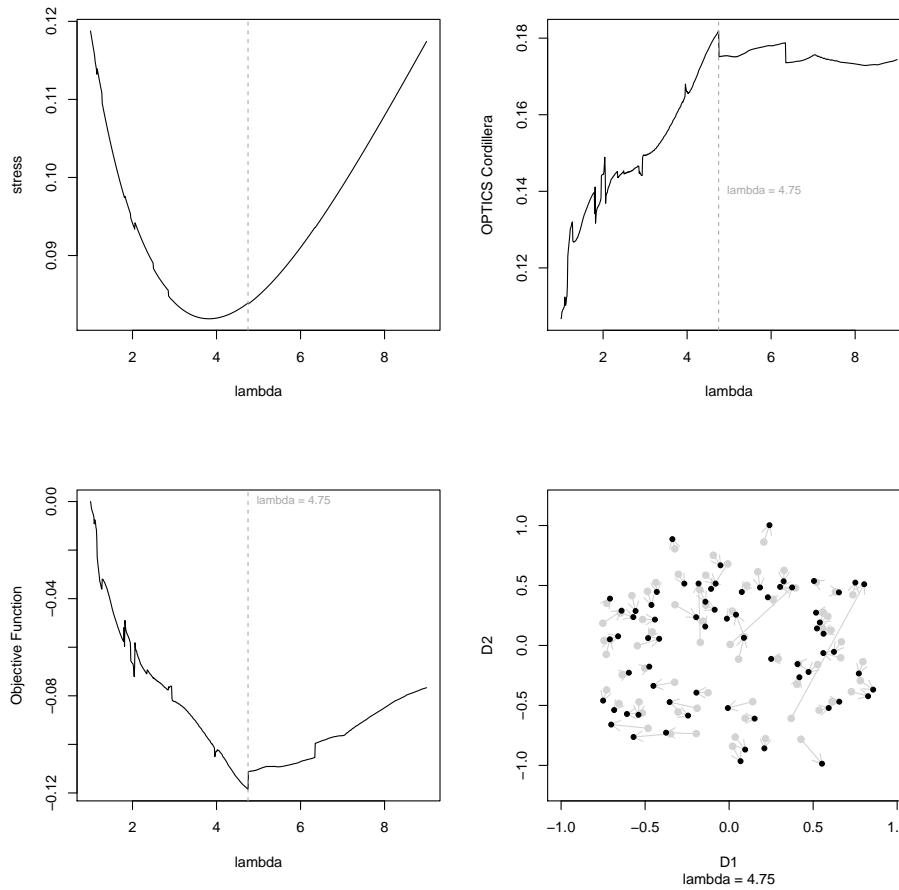 stress
0.09 0.10 0.11 0.12
2 4 6 8
lambda
OPTICS Cordillera
0.12 0.14 0.16 0.18
lambda = 4.75
2 4 6 8
lambda
Objective Function
−0.12 −0.08 −0.04 0.00
lambda = 4.75
2 4 6 8
lambda
D2
−1.0 −0.5 0.0 0.5 1.0
−1.0 −0.5 0.0 0.5
D1
lambda = 4.75